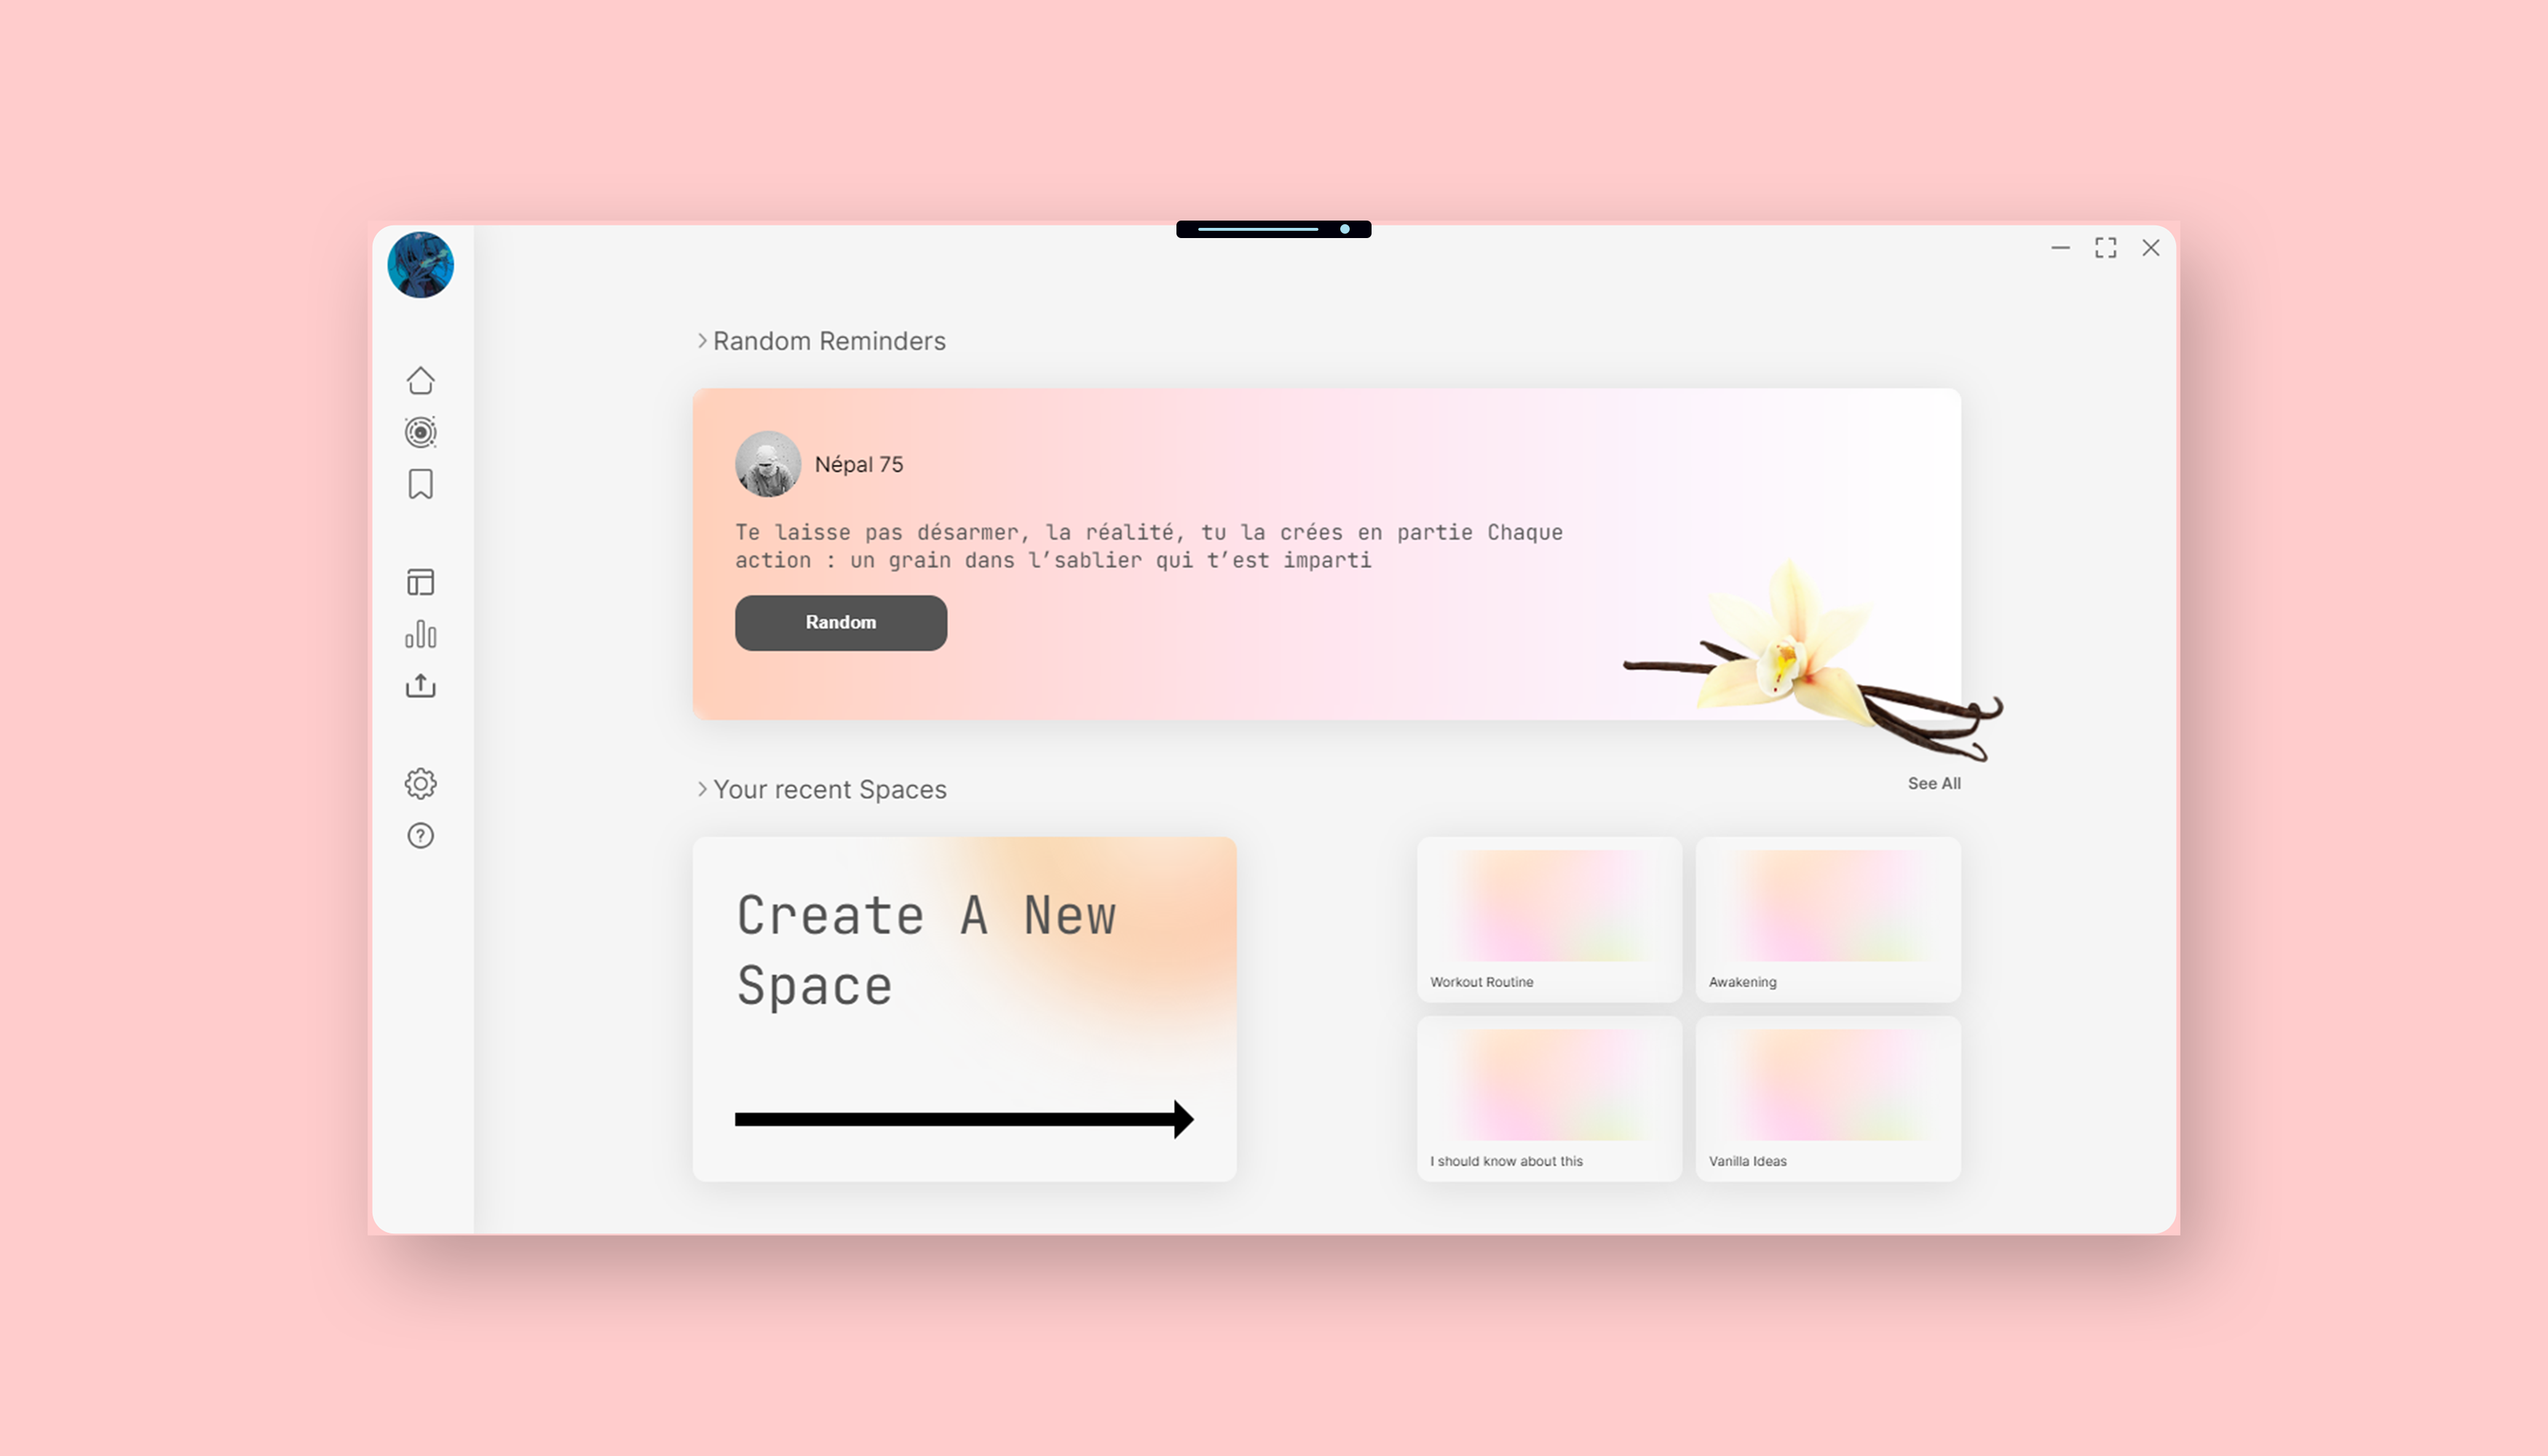 Random Reminders
Népal 75
Te laisse pas désarmer, la réalité, tu la crées en partie Chaque
action : un grain dans l’sablier qui t’est imparti
Random
Your recent Spaces
See All
Create A New
Space
Workout Routine
Awakening
I should know about this
Vanilla Ideas